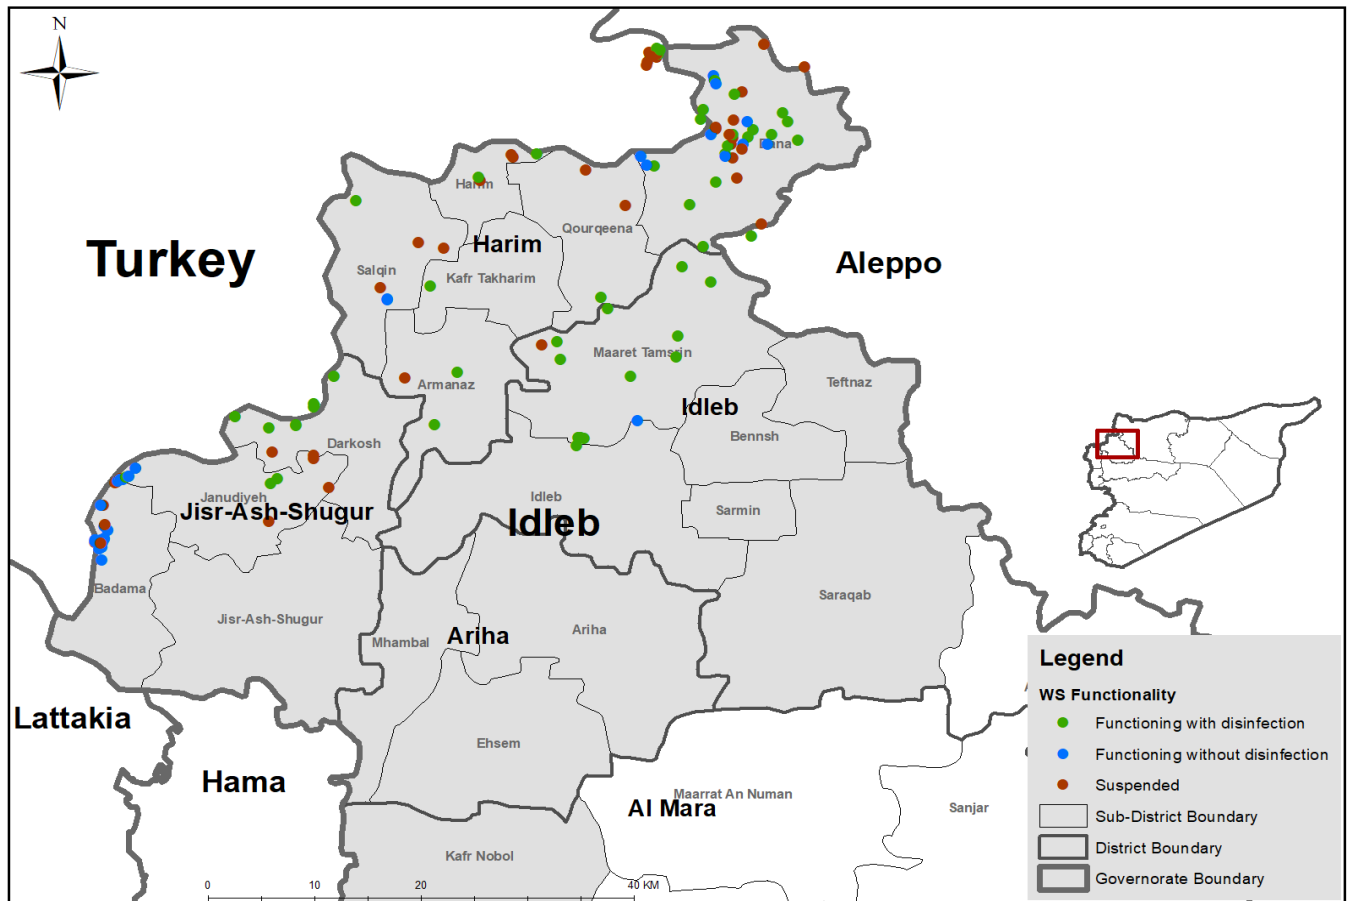 N
Dana
Harim
Qourqeena
Harim
Turkey
Aleppo
Salqin
Kafr Takharim
Maaret Tamsrin
Teftnaz
Armanaz
Idleb
Bennsh
Darkosh
Janudiyeh
Idleb
Jisr-Ash-Shugur
Sarmin
Idleb
Badama
Saraqab
Jisr-Ash-Shugur
Mhambal
Ariha
Ariha
Lattakia
Ehsem
Hama
Maarrat An Numan
Al Mara
Sanjar
Kafr Nobol
0 10 20 40 KM
Legend
WS Functionality
Functioning with disinfection
Functioning without disinfection
Suspended
Sub-District Boundary
District Boundary
Governorate Boundary